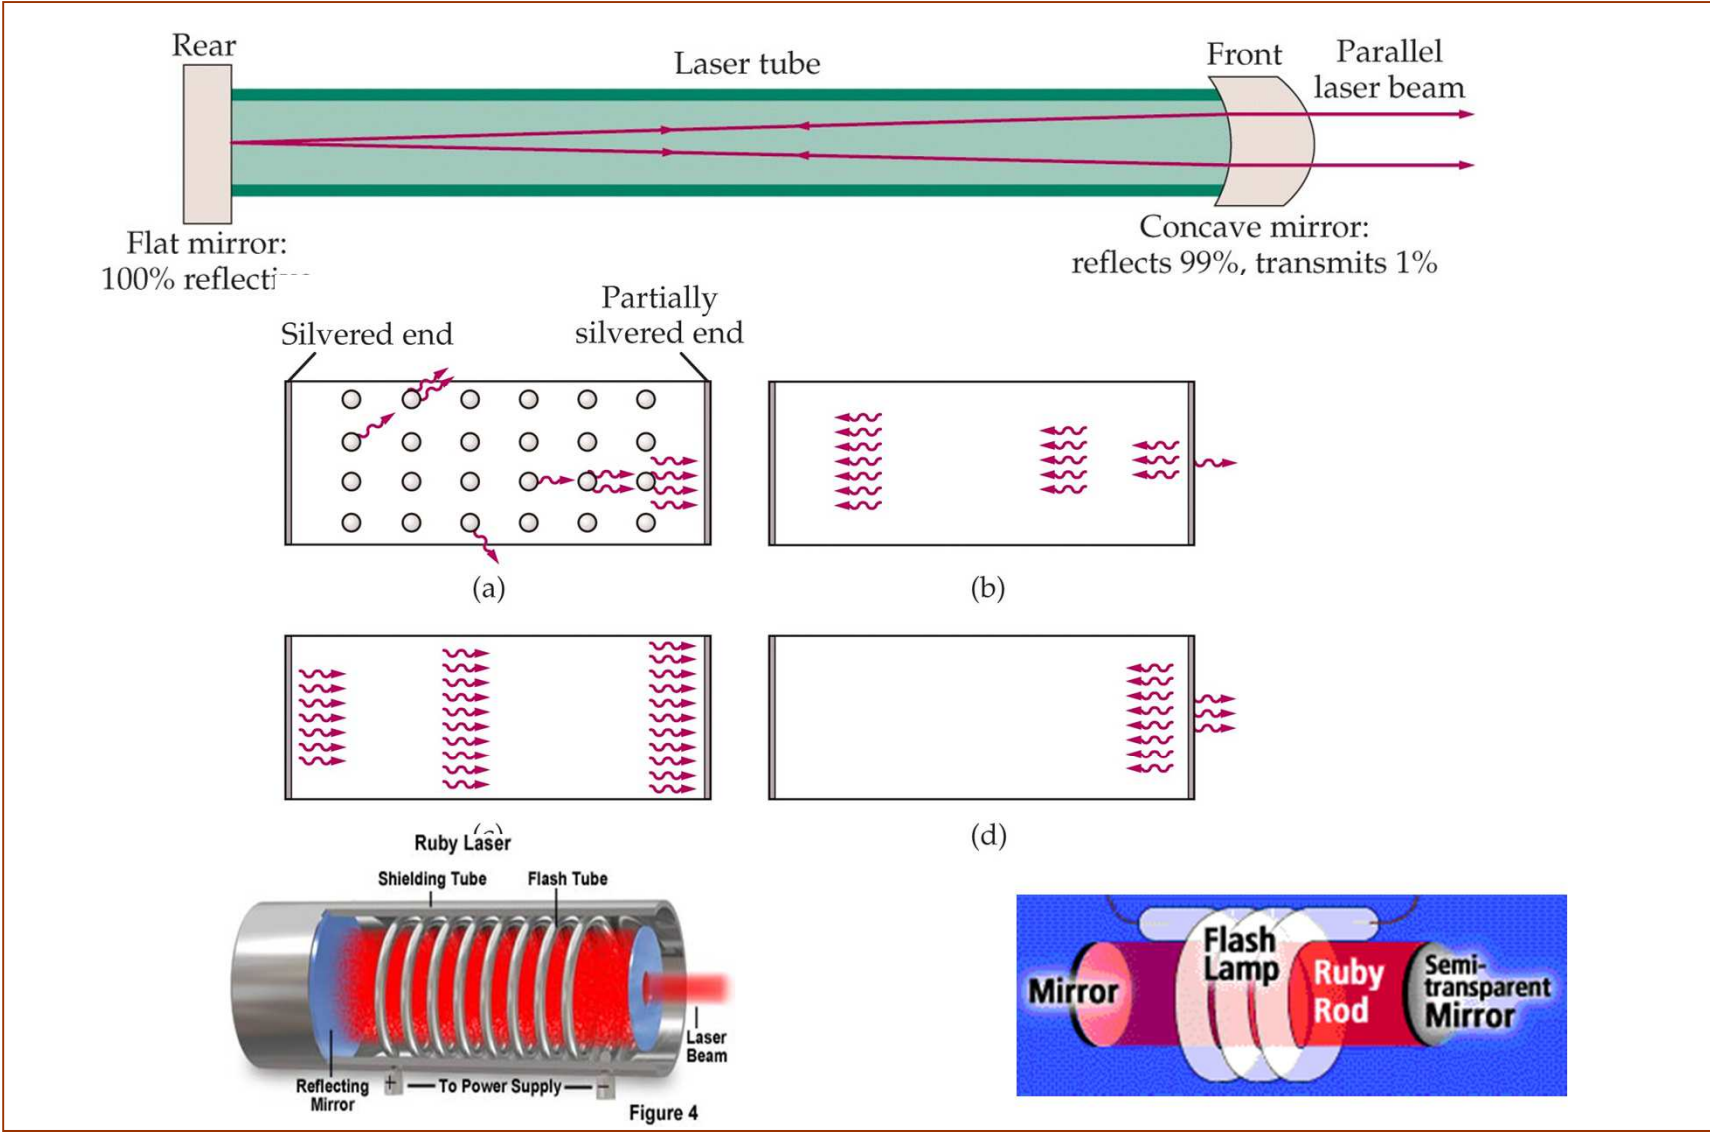 Rear
Laser tube
Front
Parallel
laser beam
Flat mirror:
100% reflecti
Concave mirror:
reflects 99%, transmits 1%
Silvered end
Partially
silvered end
(a)
(b)
(c)
(d)
Ruby Laser
Shielding Tube
Flash Tube
Laser
Beam
Reflecting
Mirror
+
To Power Supply
−
Figure 4
Mirror
Flash
Lamp
Ruby
Rod
Semi-
transparent
Mirror